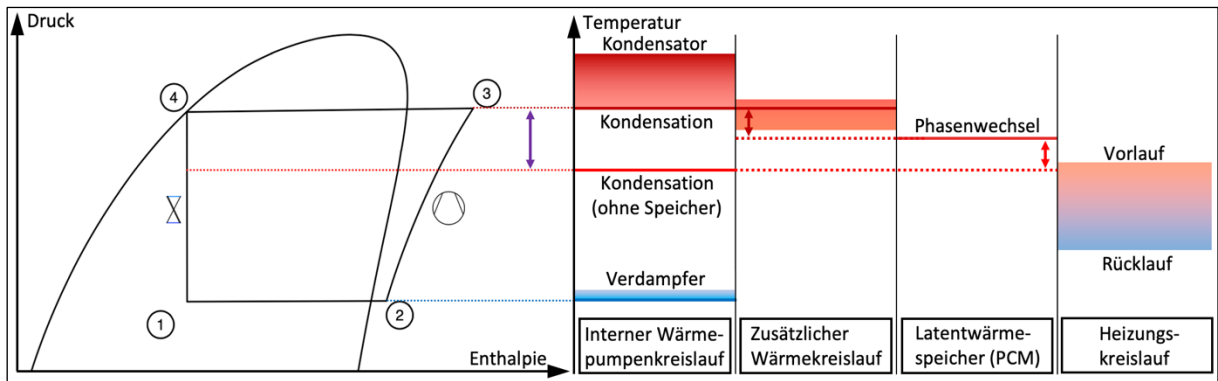 Druck
4
3
1
2
Enthalpie
Temperatur
Kondensator
Kondensation
Kondensation
(ohne Speicher)
Verdampfer
Phasenwechsel
Vorlauf
Rücklauf
Interner Wärme-
pumpenkreislauf
Zusätzlicher
Wärmekreislauf
Latentwärme-
speicher (PCM)
Heizungs-
kreislauf